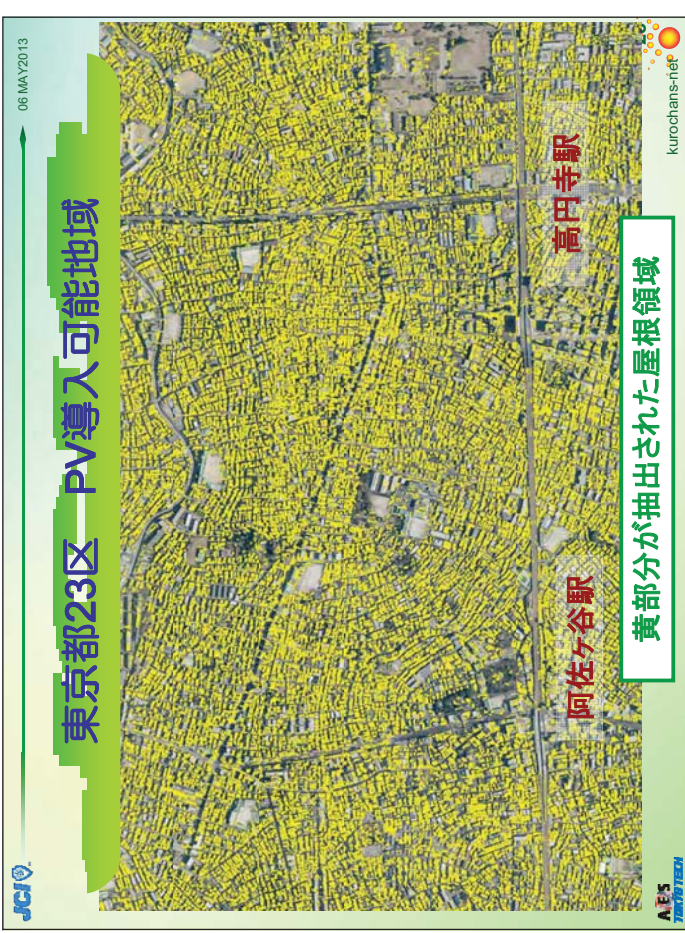 JCI
06 MAY2013
東京都23区―PV導入可能地域
高円寺駅
阿佐ヶ谷駅
黄部分が抽出された屋根領域
AES
TOKYO TECH
kurochans-net